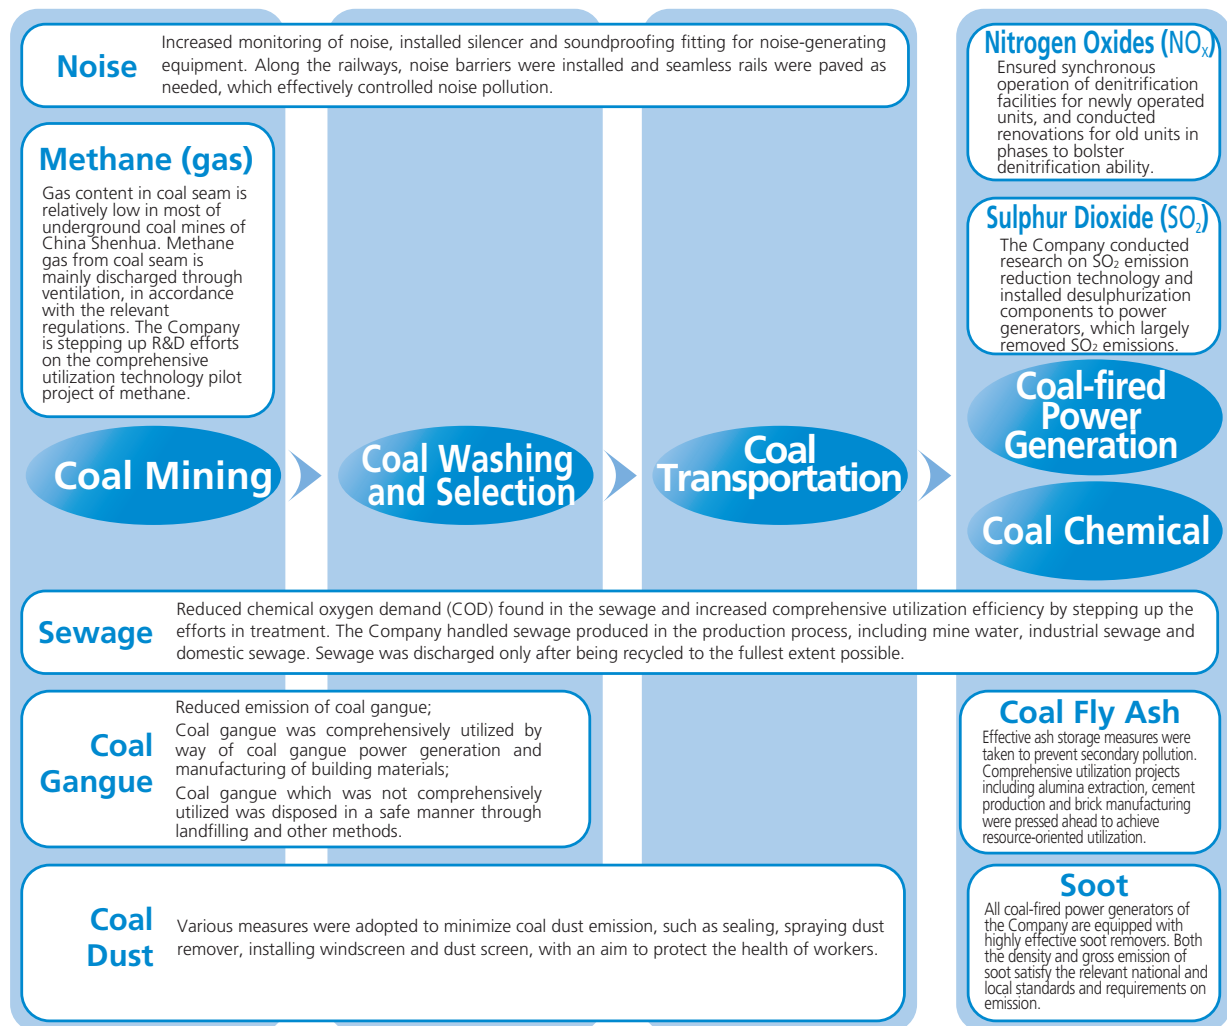 Noise
Increased monitoring of noise, installed silencer and soundproofing fitting for noise-generating
equipment. Along the railways, noise barriers were installed and seamless rails were paved as
needed, which effectively controlled noise pollution.
Nitrogen Oxides (NOₓ)
Ensured synchronous
operation of denitrification
facilities for newly operated
units, and conducted
renovations for old units in
phases to bolster
denitrification ability.
Methane (gas)
Gas content in coal seam is
relatively low in most of
underground coal mines of
China Shenhua. Methane
gas from coal seam is
mainly discharged through
ventilation, in accordance
with the relevant
regulations. The Company
is stepping up R&D efforts
on the comprehensive
utilization technology pilot
project of methane.
Sulphur Dioxide (SO₂)
The Company conducted
research on SO₂ emission
reduction technology and
installed desulphurization
components to power
generators, which largely
removed SO₂ emissions.
Coal Mining
Coal Washing
and Selection
Coal
Transportation
Coal-fired
Power
Generation
Coal Chemical
Sewage
Reduced chemical oxygen demand (COD) found in the sewage and increased comprehensive utilization efficiency by stepping up the
efforts in treatment. The Company handled sewage produced in the production process, including mine water, industrial sewage and
domestic sewage. Sewage was discharged only after being recycled to the fullest extent possible.
Coal
Gangue
Reduced emission of coal gangue;
Coal gangue was comprehensively utilized by
way of coal gangue power generation and
manufacturing of building materials;
Coal gangue which was not comprehensively
utilized was disposed in a safe manner through
landfilling and other methods.
Coal Fly Ash
Effective ash storage measures were
taken to prevent secondary pollution.
Comprehensive utilization projects
including alumina extraction, cement
production and brick manufacturing
were pressed ahead to achieve
resource-oriented utilization.
Coal
Dust
Various measures were adopted to minimize coal dust emission, such as sealing, spraying dust
remover, installing windscreen and dust screen, with an aim to protect the health of workers.
Soot
All coal-fired power generators of
the Company are equipped with
highly effective soot removers. Both
the density and gross emission of
soot satisfy the relevant national and
local standards and requirements on
emission.